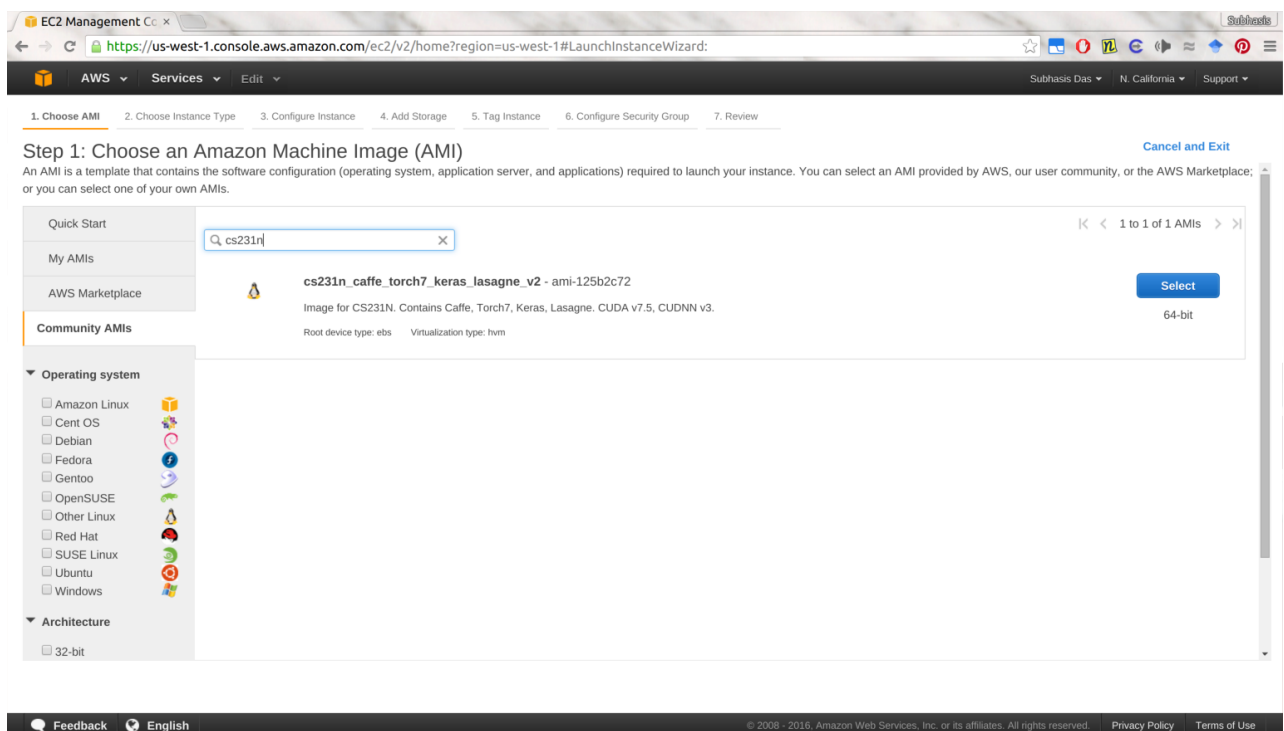 EC2 Management Co ×
Subhasis
https://us-west-1.console.aws.amazon.com/ec2/v2/home?region=us-west-1#LaunchInstanceWizard:
AWS Services Edit Subhasis Das N. California Support
1. Choose AMI 2. Choose Instance Type 3. Configure Instance 4. Add Storage 5. Tag Instance 6. Configure Security Group 7. Review
Step 1: Choose an Amazon Machine Image (AMI) Cancel and Exit
An AMI is a template that contains the software configuration (operating system, application server, and applications) required to launch your instance. You can select an AMI provided by AWS, our user community, or the AWS Marketplace;
or you can select one of your own AMIs.
Quick Start
My AMIs
AWS Marketplace
Community AMIs
Operating system
Amazon Linux
Cent OS
Debian
Fedora
Gentoo
OpenSUSE
Other Linux
Red Hat
SUSE Linux
Ubuntu
Windows
Architecture
32-bit
cs231n
1 to 1 of 1 AMIs
cs231n_caffe_torch7_keras_lasagne_v2 - ami-125b2c72
Image for CS231N. Contains Caffe, Torch7, Keras, Lasagne. CUDA v7.5, CUDNN v3.
Root device type: ebs Virtualization type: hvm
Select
64-bit
Feedback English © 2008 - 2016, Amazon Web Services, Inc. or its affiliates. All rights reserved. Privacy Policy Terms of Use